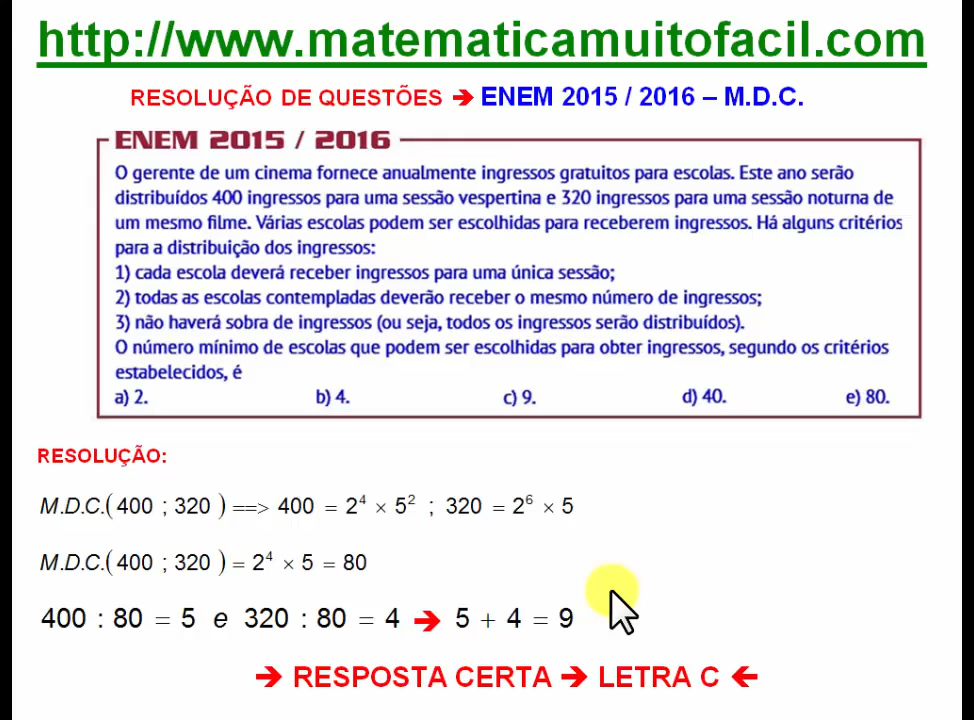 http://www.matematicamuitofacil.com
RESOLUÇÃO DE QUESTÕES ➔ ENEM 2015 / 2016 – M.D.C.
ENEM 2015 / 2016
O gerente de um cinema fornece anualmente ingressos gratuitos para escolas. Este ano serão
distribuídos 400 ingressos para uma sessão vespertina e 320 ingressos para uma sessão noturna de
um mesmo filme. Várias escolas podem ser escolhidas para receberem ingressos. Há alguns critérios
para a distribuição dos ingressos:
1) cada escola deverá receber ingressos para uma única sessão;
2) todas as escolas contempladas deverão receber o mesmo número de ingressos;
3) não haverá sobra de ingressos (ou seja, todos os ingressos serão distribuídos).
O número mínimo de escolas que podem ser escolhidas para obter ingressos, segundo os critérios
estabelecidos, é
a) 2. b) 4. c) 9. d) 40. e) 80.
RESOLUÇÃO:
M.D.C.( 400 ; 320 ) ==> 400 = 2⁴ × 5² ; 320 = 2⁶ × 5
M.D.C.( 400 ; 320 ) = 2⁴ × 5 = 80
400 : 80 = 5 e 320 : 80 = 4 ➔ 5 + 4 = 9
➔ RESPOSTA CERTA ➔ LETRA C ←